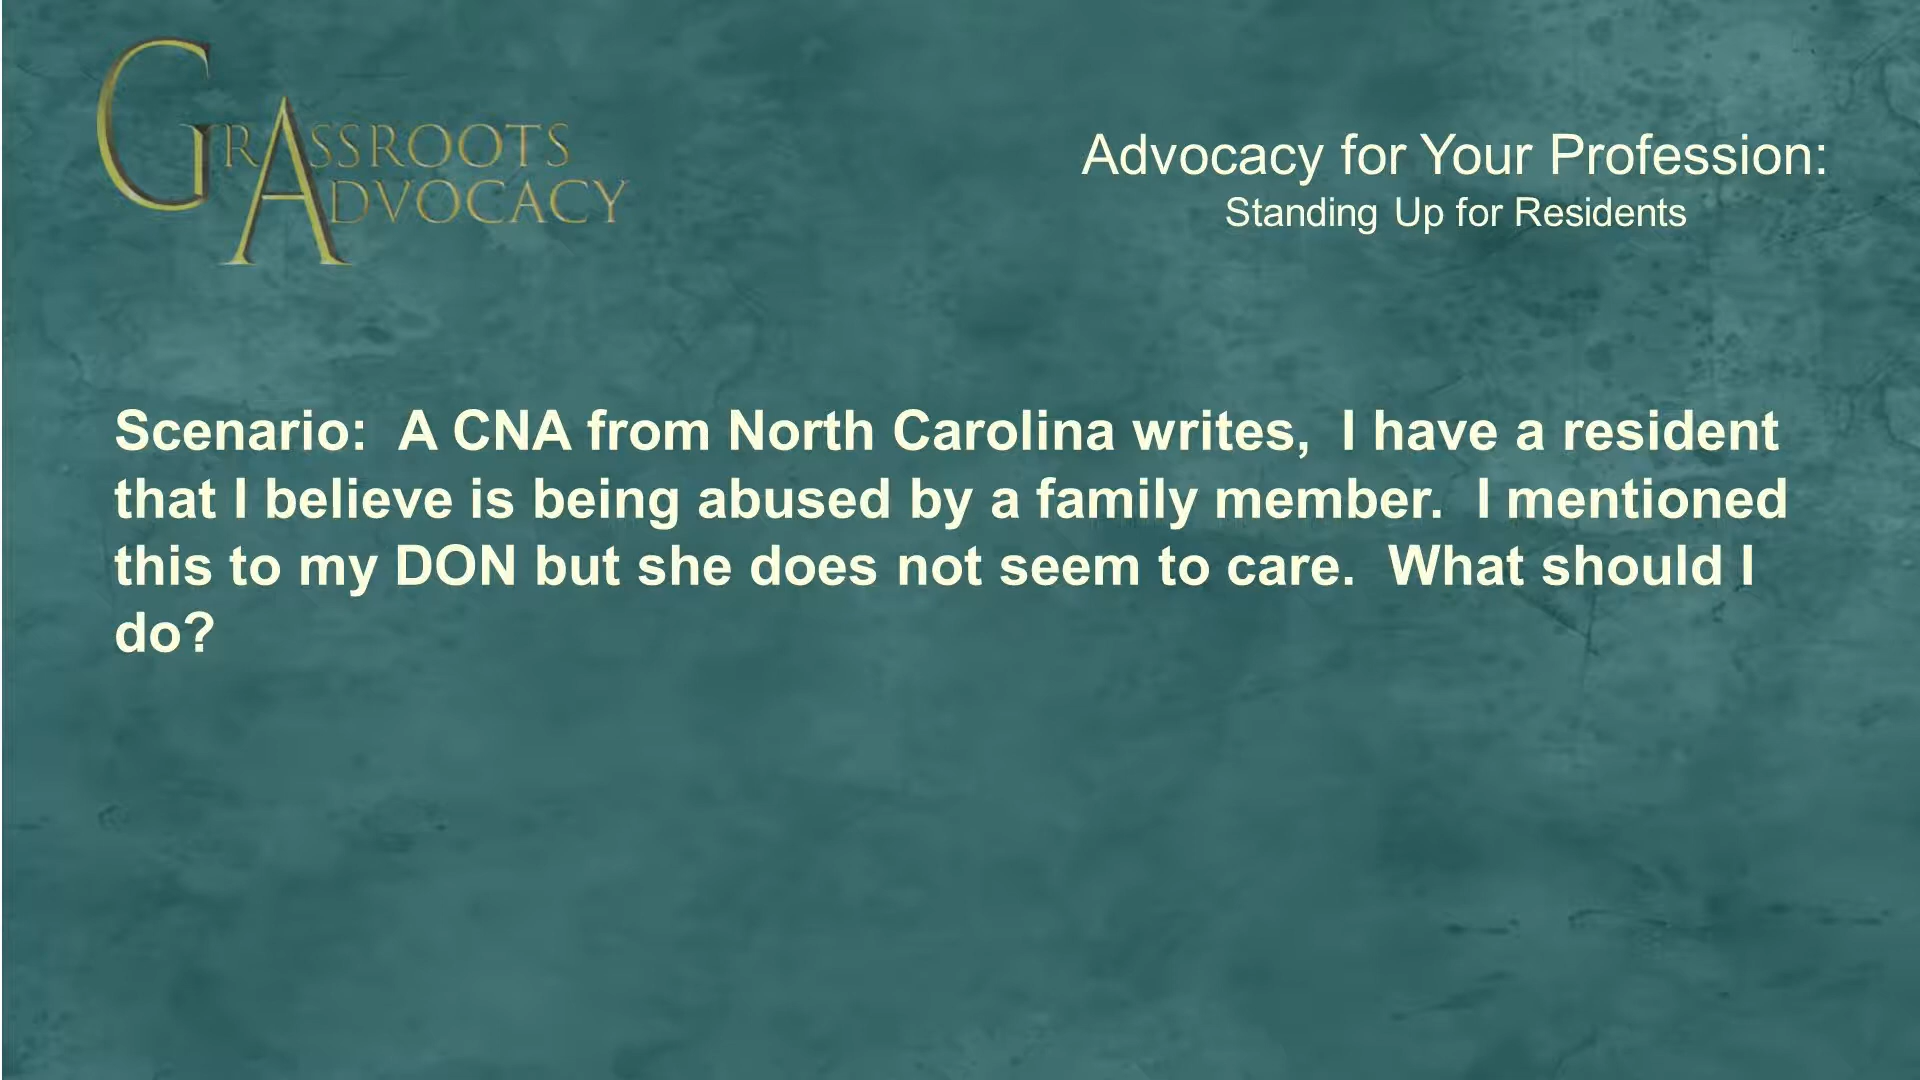 GRASSROOTS
ADVOCACY
Advocacy for Your Profession:
Standing Up for Residents
Scenario:  A CNA from North Carolina writes,  I have a resident
that I believe is being abused by a family member.  I mentioned
this to my DON but she does not seem to care.  What should I
do?